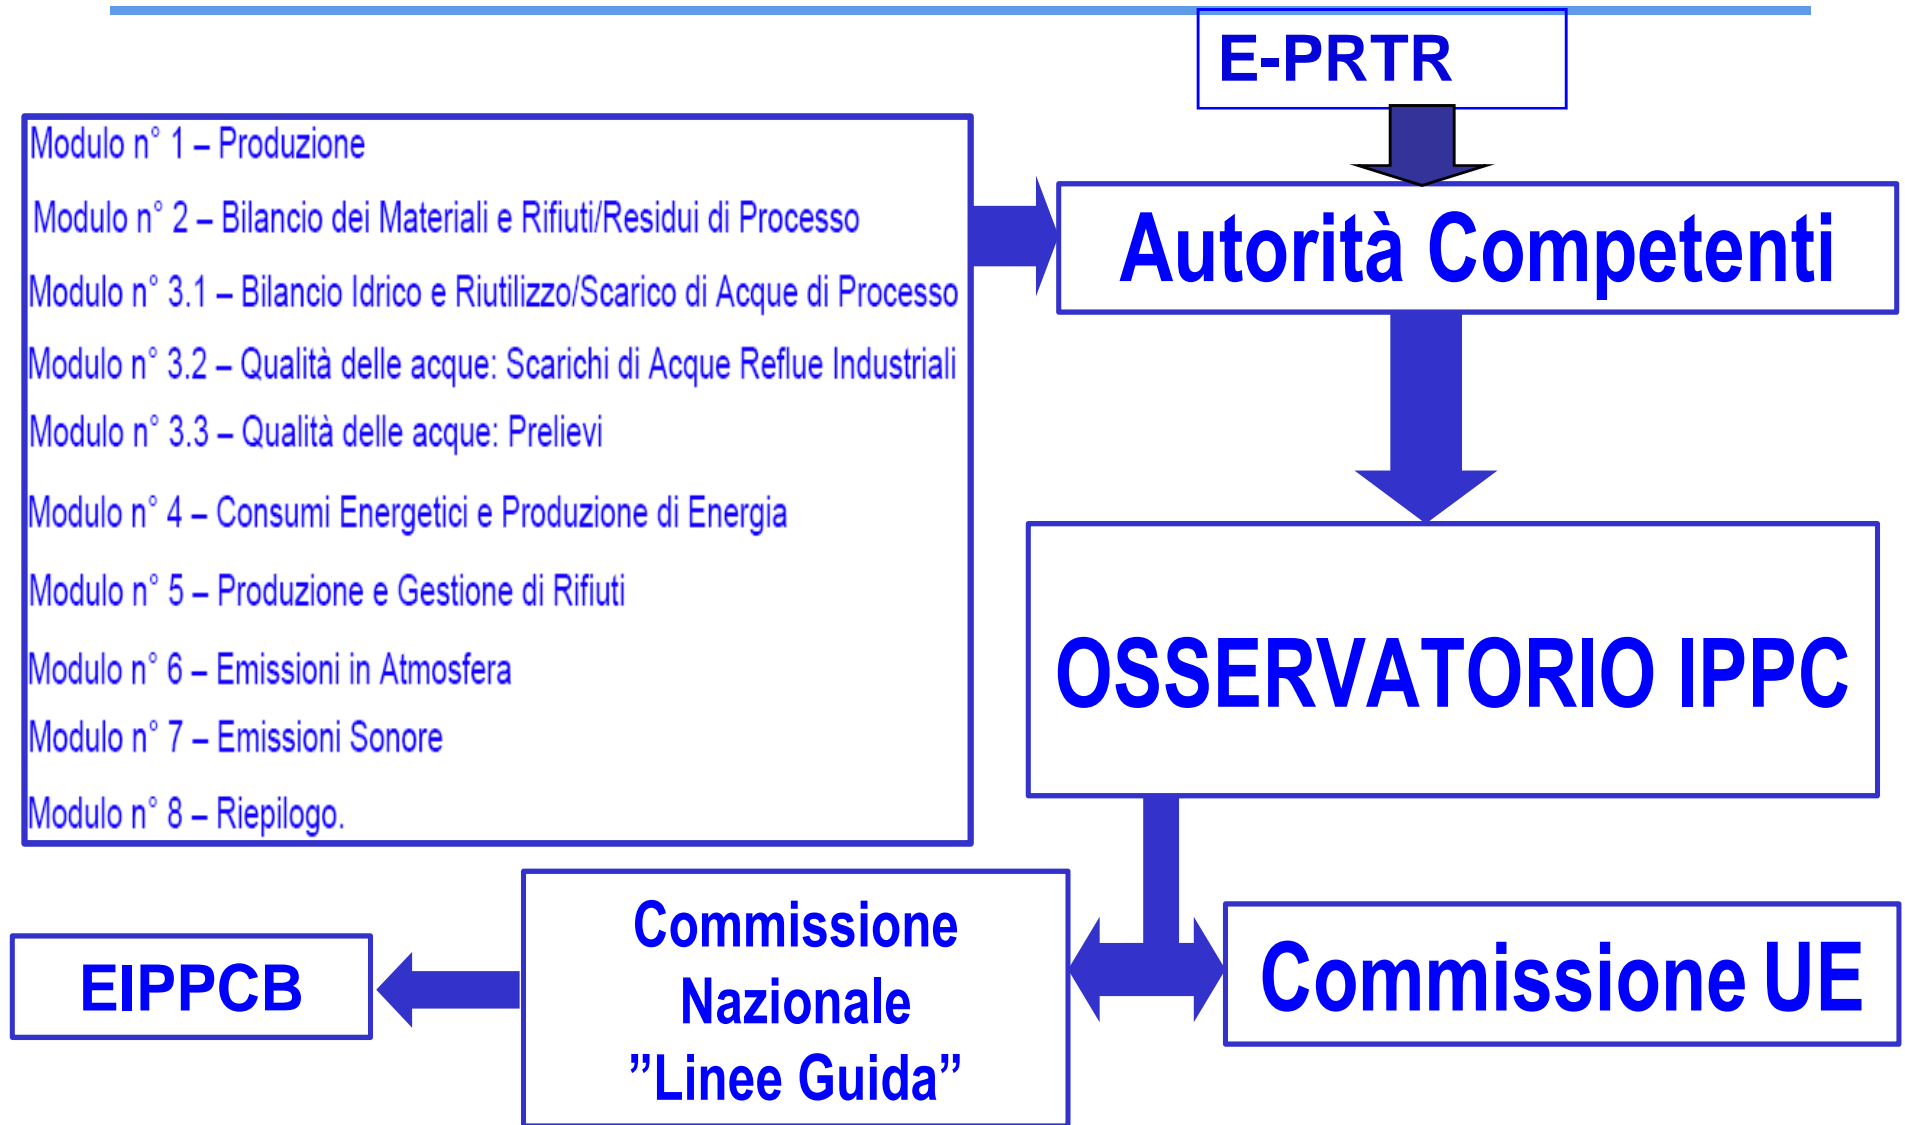 E-PRTR
Modulo n° 1 – Produzione
Modulo n° 2 – Bilancio dei Materiali e Rifiuti/Residui di Processo
Modulo n° 3.1 – Bilancio Idrico e Riutilizzo/Scarico di Acque di Processo
Modulo n° 3.2 – Qualità delle acque: Scarichi di Acque Reflue Industriali
Modulo n° 3.3 – Qualità delle acque: Prelievi
Modulo n° 4 – Consumi Energetici e Produzione di Energia
Modulo n° 5 – Produzione e Gestione di Rifiuti
Modulo n° 6 – Emissioni in Atmosfera
Modulo n° 7 – Emissioni Sonore
Modulo n° 8 – Riepilogo.
Autorità Competenti
OSSERVATORIO IPPC
EIPPCB
Commissione
Nazionale
”Linee Guida”
Commissione UE